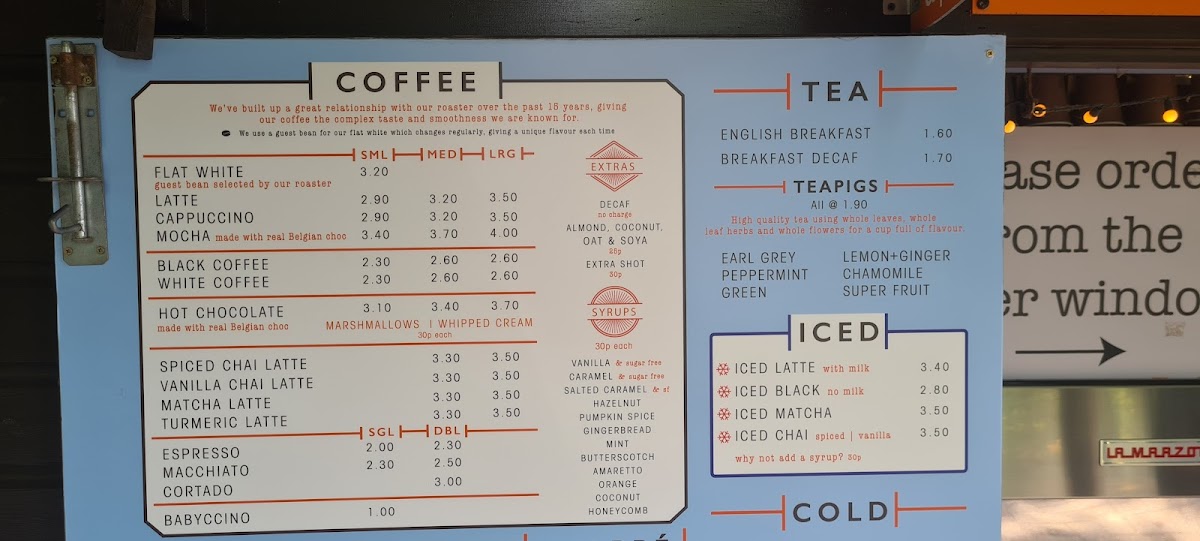 COFFEE
We've built up a great relationship with our roaster over the past 15 years, giving
our coffee the complex taste and smoothness we are known for.
We use a guest bean for our flat white which changes regularly, giving a unique flavour each time
SML MED LRG
FLAT WHITE 3.20
guest bean selected by our roaster
LATTE 2.90 3.20 3.50
CAPPUCCINO 2.90 3.20 3.50
MOCHA made with real Belgian choc 3.40 3.70 4.00
BLACK COFFEE 2.30 2.60 2.60
WHITE COFFEE 2.30 2.60 2.60
HOT CHOCOLATE 3.10 3.40 3.70
made with real Belgian choc MARSHMALLOWS | WHIPPED CREAM
30p each
SPICED CHAI LATTE 3.30 3.50
VANILLA CHAI LATTE 3.30 3.50
MATCHA LATTE 3.30 3.50
TURMERIC LATTE 3.30 3.50
SGL DBL
ESPRESSO 2.00 2.30
MACCHIATO 2.30 2.50
CORTADO 3.00
BABYCCINO 1.00
EXTRAS
DECAF
no charge
ALMOND, COCONUT,
OAT & SOYA
25p
EXTRA SHOT
30p
SYRUPS
30p each
VANILLA & sugar free
CARAMEL & sugar free
SALTED CARAMEL & sf
HAZELNUT
PUMPKIN SPICE
GINGERBREAD
MINT
BUTTERSCOTCH
AMARETTO
ORANGE
COCONUT
HONEYCOMB
TEA
ENGLISH BREAKFAST 1.60
BREAKFAST DECAF 1.70
TEAPIGS
All @ 1.90
High quality tea using whole leaves, whole
leaf herbs and whole flowers for a cup full of flavour.
EARL GREY LEMON+GINGER
PEPPERMINT CHAMOMILE
GREEN SUPER FRUIT
ICED
ICED LATTE with milk 3.40
ICED BLACK no milk 2.80
ICED MATCHA 3.50
ICED CHAI spiced | vanilla 3.50
why not add a syrup? 30p
COLD
ase orde
rom the
er windo
LA MARZO